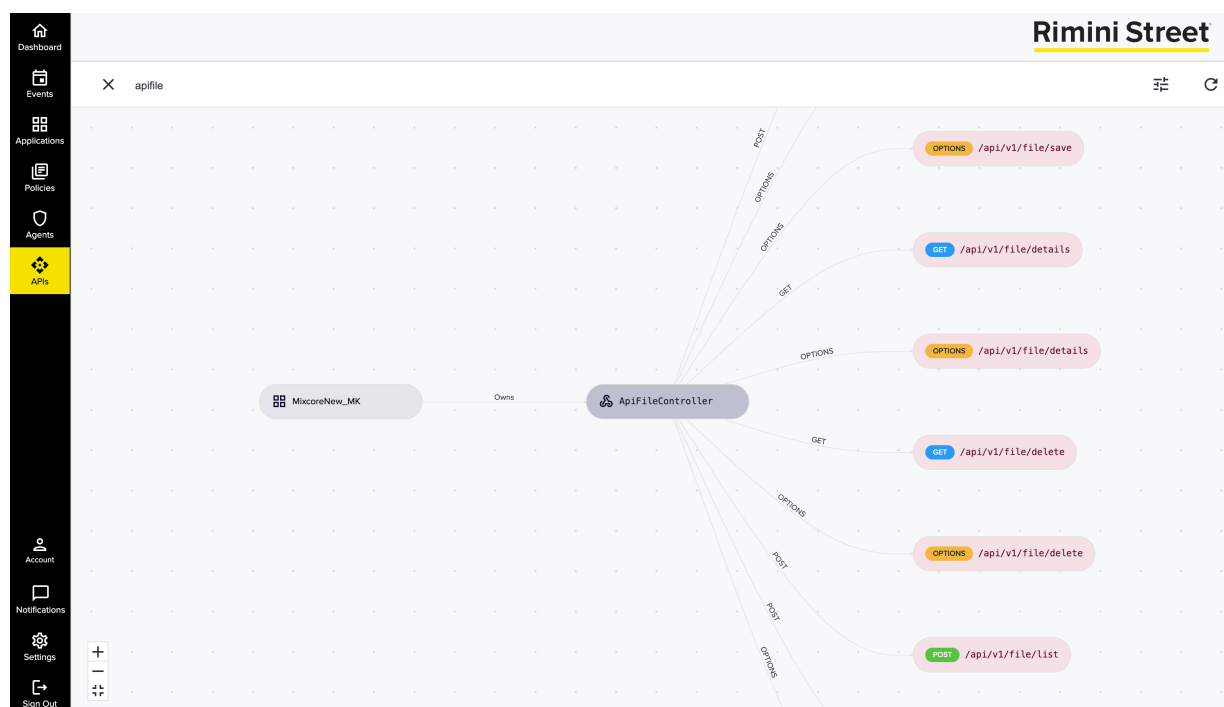 Rimini Street
Dashboard
Events
Applications
Policies
Agents
APIs
Account
Notifications
Settings
Sign Out
apifile
MixcoreNew_MK
Owns
ApiFileController
POST
OPTIONS
OPTIONS
GET
OPTIONS
GET
OPTIONS
POST
POST
OPTIONS
OPTIONS /api/v1/file/save
GET /api/v1/file/details
OPTIONS /api/v1/file/details
GET /api/v1/file/delete
OPTIONS /api/v1/file/delete
POST /api/v1/file/list